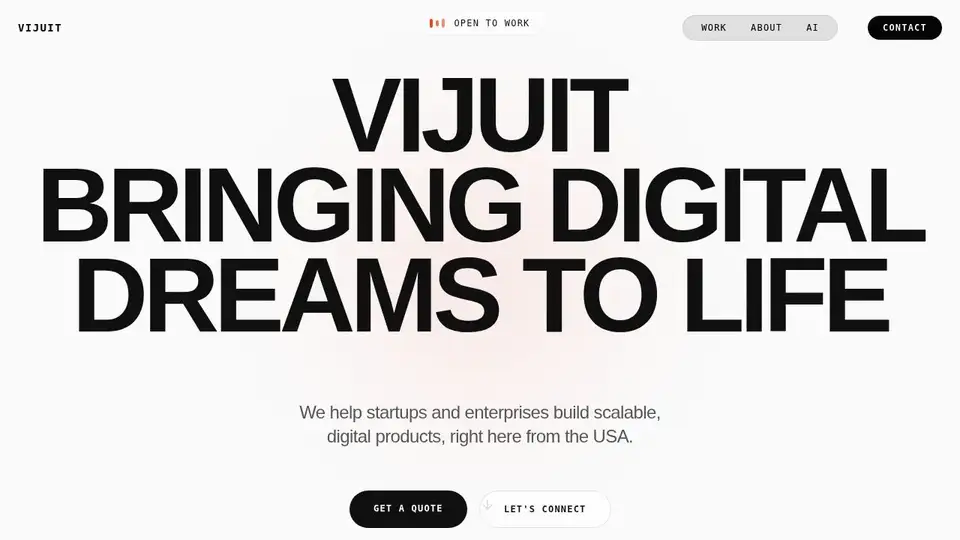 VIJUIT
OPEN TO WORK
WORK ABOUT AI
CONTACT
VIJUIT
BRINGING DIGITAL
DREAMS TO LIFE
We help startups and enterprises build scalable,
digital products, right here from the USA.
GET A QUOTE
LET'S CONNECT